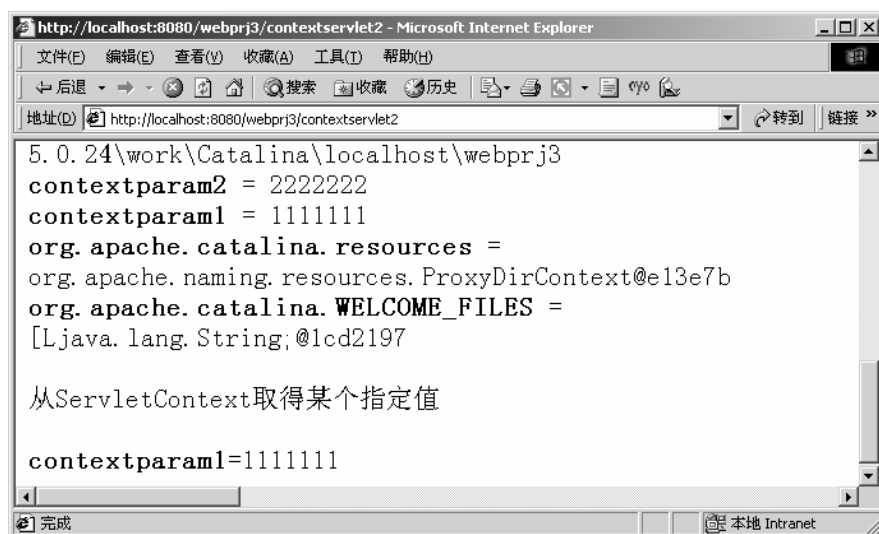 http://localhost:8080/webprj3/contextservlet2 - Microsoft Internet Explorer
文件(F) 编辑(E) 查看(V) 收藏(A) 工具(T) 帮助(H)
后退 搜索 收藏 历史
地址(D) http://localhost:8080/webprj3/contextservlet2 转到 链接 »
5.0.24\work\Catalina\localhost\webprj3
contextparam2 = 2222222
contextparam1 = 1111111
org.apache.catalina.resources =
org.apache.naming.resources.ProxyDirContext@e13e7b
org.apache.catalina.WELCOME_FILES =
[Ljava.lang.String;@1cd2197
从ServletContext取得某个指定值
contextparam1=1111111
完成 本地 Intranet